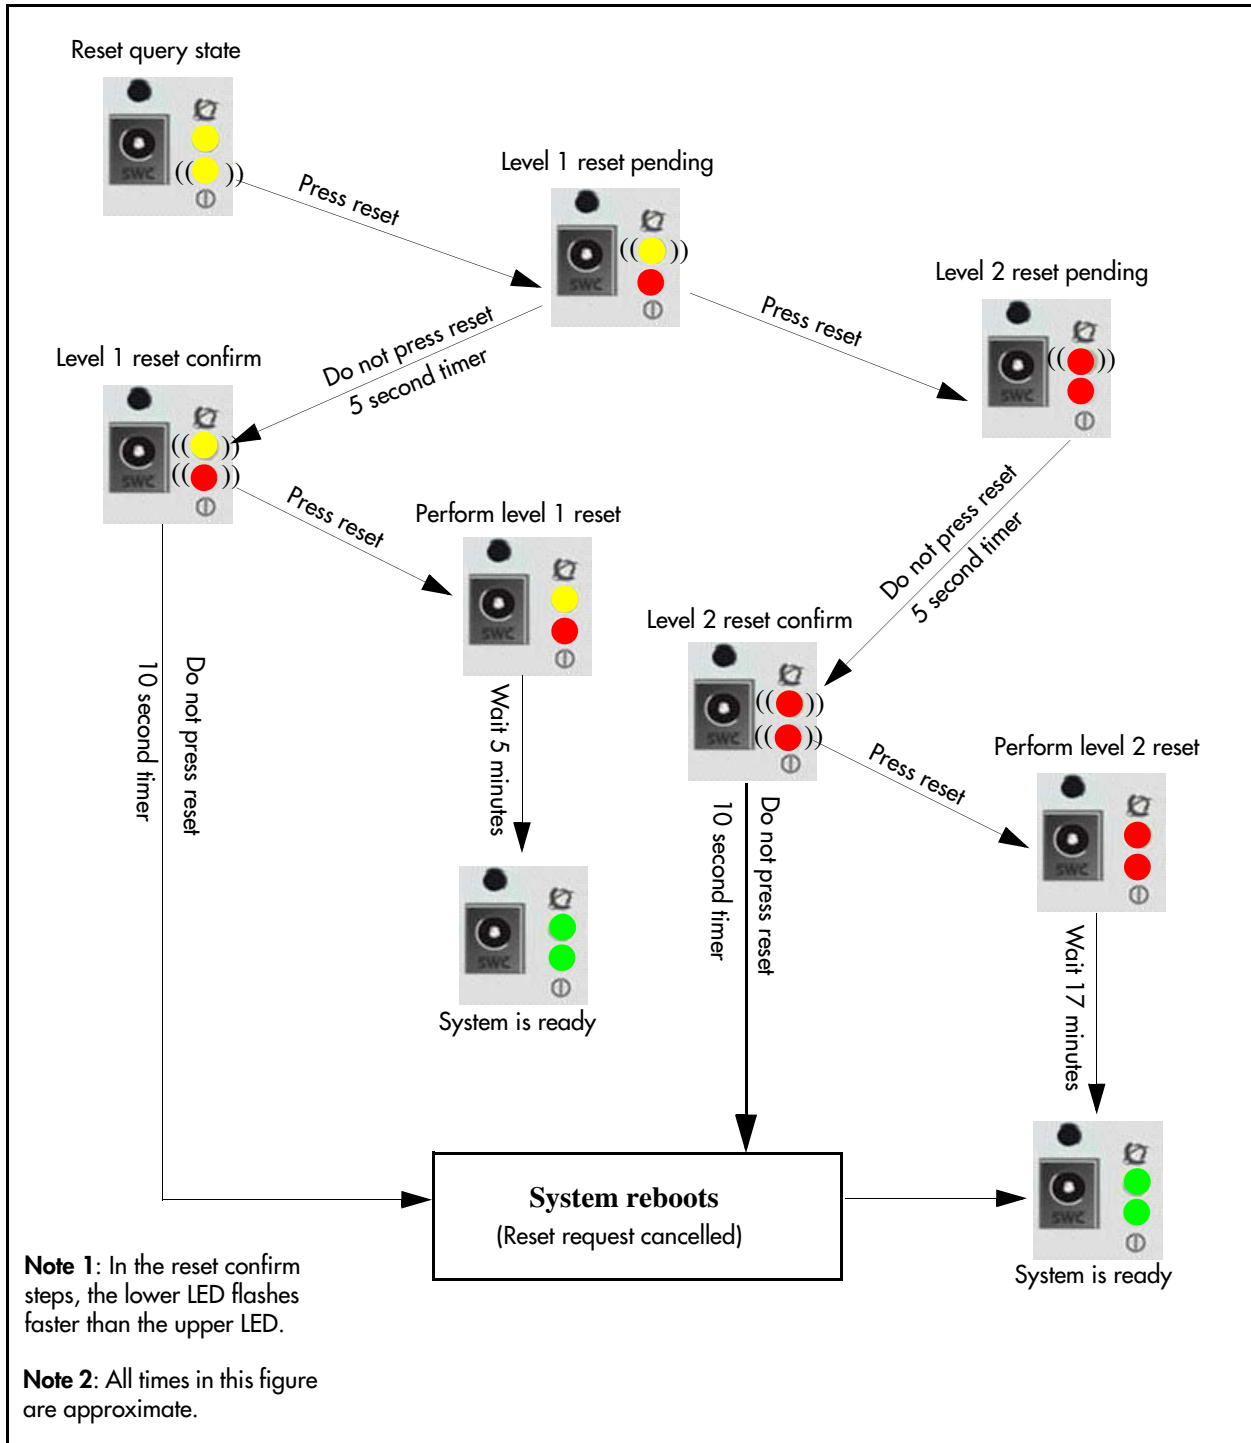 Reset query state
SWC
Press reset
Level 1 reset pending
SWC
Press reset
Level 2 reset pending
SWC
Do not press reset
5 second timer
Level 1 reset confirm
SWC
Press reset
Perform level 1 reset
SWC
Do not press reset
5 second timer
Level 2 reset confirm
SWC
Do not press reset
10 second timer
Wait 5 minutes
Press reset
Perform level 2 reset
SWC
Do not press reset
10 second timer
SWC
System is ready
Wait 17 minutes
System reboots
(Reset request cancelled)
SWC
System is ready
Note 1: In the reset confirm
steps, the lower LED flashes
faster than the upper LED.
Note 2: All times in this figure
are approximate.